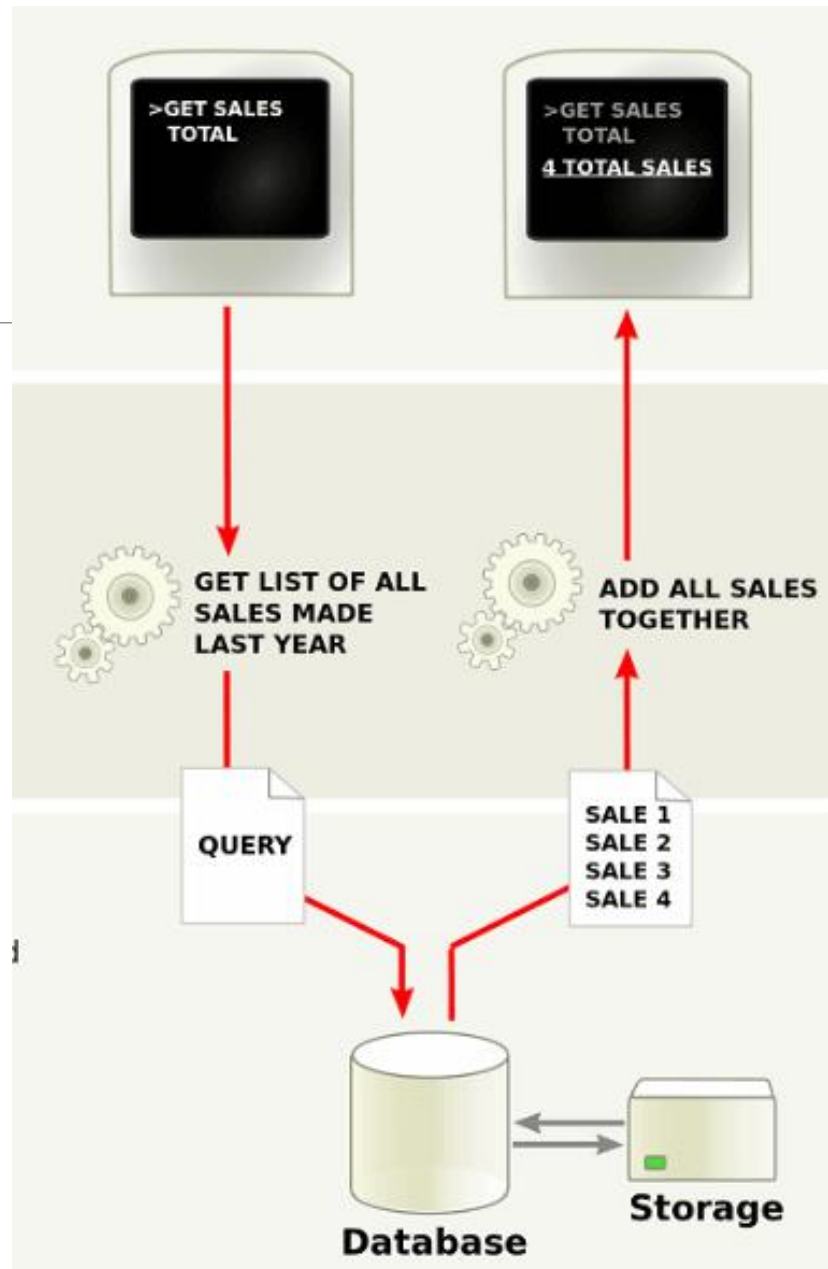 >GET SALES
TOTAL
>GET SALES
TOTAL
4 TOTAL SALES
GET LIST OF ALL
SALES MADE
LAST YEAR
ADD ALL SALES
TOGETHER
QUERY
SALE 1
SALE 2
SALE 3
SALE 4
Database
Storage